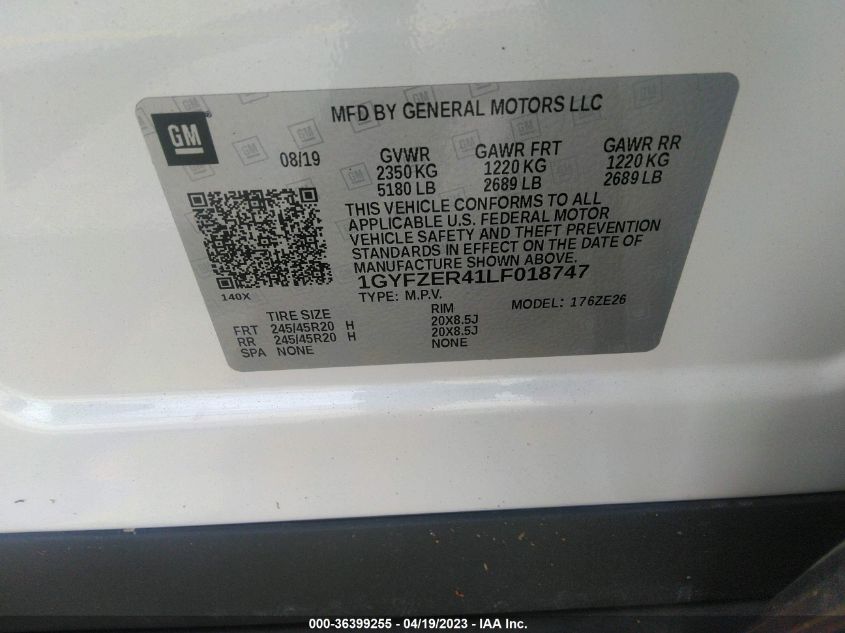 MFD BY GENERAL MOTORS LLC
GM
08/19
GVWR GAWR FRT GAWR RR
2350 KG 1220 KG 1220 KG
5180 LB 2689 LB 2689 LB
THIS VEHICLE CONFORMS TO ALL
APPLICABLE U.S. FEDERAL MOTOR
VEHICLE SAFETY AND THEFT PREVENTION
STANDARDS IN EFFECT ON THE DATE OF
MANUFACTURE SHOWN ABOVE.
1GYFZER41LF018747
140X
TYPE: M.P.V. MODEL: 176ZE26
TIRE SIZE RIM
FRT 245/45R20 H 20X8.5J
RR 245/45R20 H 20X8.5J
SPA NONE NONE
000-36399255 - 04/19/2023 - IAA Inc.